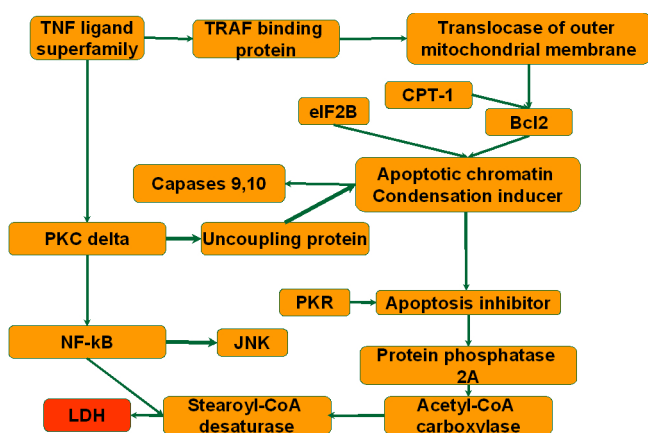 TNF ligand
superfamily
TRAF binding
protein
Translocase of outer
mitochondrial membrane
CPT-1
eIF2B
Bcl2
Capases 9,10
Apoptotic chromatin
Condensation inducer
PKC delta
Uncoupling protein
PKR
Apoptosis inhibitor
NF-kB
JNK
Protein phosphatase
2A
LDH
Stearoyl-CoA
desaturase
Acetyl-CoA
carboxylase